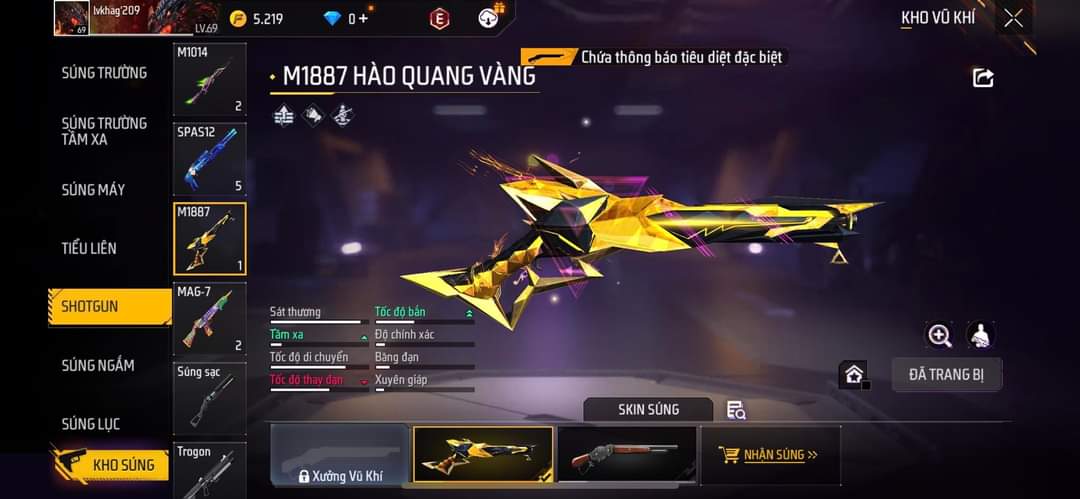 lvkhag'209
69
LV.69
5.219
0 +
E
KHO VŨ KHÍ
SÚNG TRƯỜNG
SÚNG TRƯỜNG
TẦM XA
SÚNG MÁY
TIỂU LIÊN
SHOTGUN
SÚNG NGẮM
SÚNG LỤC
KHO SÚNG
M1014
2
SPAS12
5
M1887
1
MAG-7
2
Súng sạc
Trogon
Chứa thông báo tiêu diệt đặc biệt
M1887 HÀO QUANG VÀNG
Sát thương
Tốc độ bắn
Tầm xa
Độ chính xác
Tốc độ di chuyển
Băng đạn
Tốc độ thay đạn
Xuyên giáp
ĐÃ TRANG BỊ
SKIN SÚNG
Xưởng Vũ Khí
NHẬN SÚNG >>